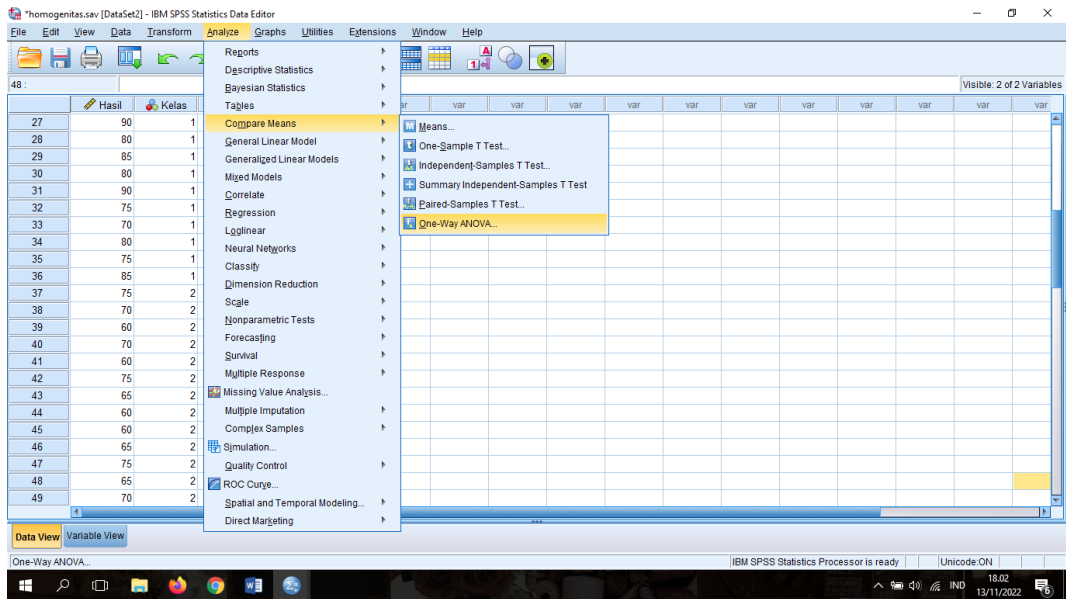 *homogenitas.sav [DataSet2] - IBM SPSS Statistics Data Editor
File Edit View Data Transform Analyze Graphs Utilities Extensions Window Help
48 :
Visible: 2 of 2 Variables
Hasil Kelas var var var var var var var var var var var
27 90 1
28 80 1
29 85 1
30 80 1
31 90 1
32 75 1
33 70 1
34 80 1
35 75 1
36 85 1
37 75 2
38 70 2
39 60 2
40 70 2
41 60 2
42 75 2
43 65 2
44 60 2
45 60 2
46 65 2
47 75 2
48 65 2
49 70 2
Reports
Descriptive Statistics
Bayesian Statistics
Tables
Compare Means
General Linear Model
Generalized Linear Models
Mixed Models
Correlate
Regression
Loglinear
Neural Networks
Classify
Dimension Reduction
Scale
Nonparametric Tests
Forecasting
Survival
Multiple Response
Missing Value Analysis...
Multiple Imputation
Complex Samples
Simulation...
Quality Control
ROC Curve...
Spatial and Temporal Modeling...
Direct Marketing
Means...
One-Sample T Test...
Independent-Samples T Test...
Summary Independent-Samples T Test
Paired-Samples T Test...
One-Way ANOVA...
Data View Variable View
One-Way ANOVA...
IBM SPSS Statistics Processor is ready
Unicode:ON
IND
18.02
13/11/2022
6